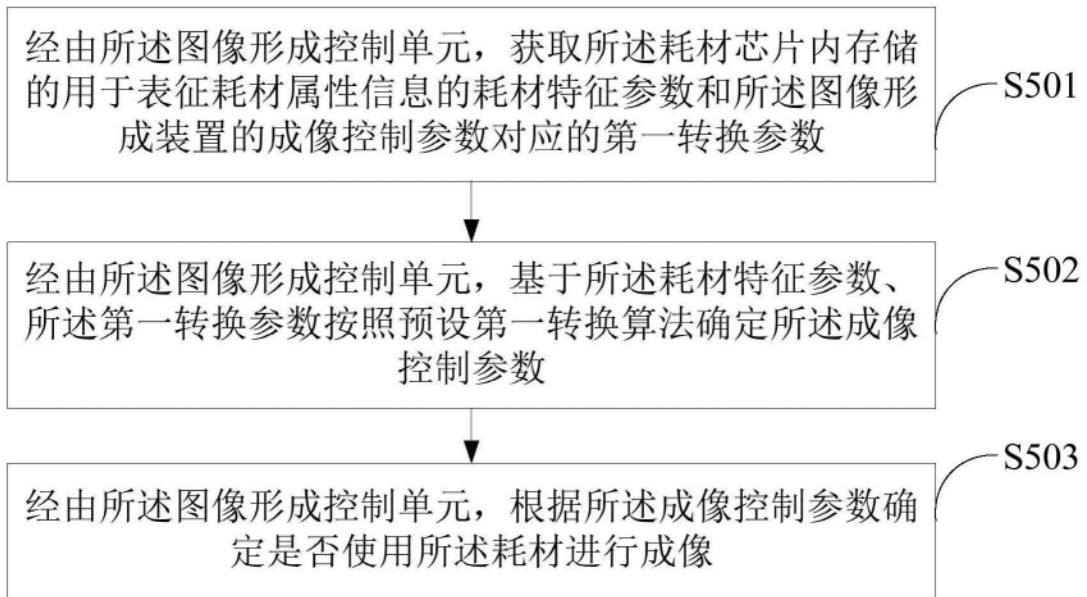 经由所述图像形成控制单元，获取所述耗材芯片内存储
的用于表征耗材属性信息的耗材特征参数和所述图像形
成装置的成像控制参数对应的第一转换参数
S501
经由所述图像形成控制单元，基于所述耗材特征参数、
所述第一转换参数按照预设第一转换算法确定所述成像
控制参数
S502
经由所述图像形成控制单元，根据所述成像控制参数确
定是否使用所述耗材进行成像
S503